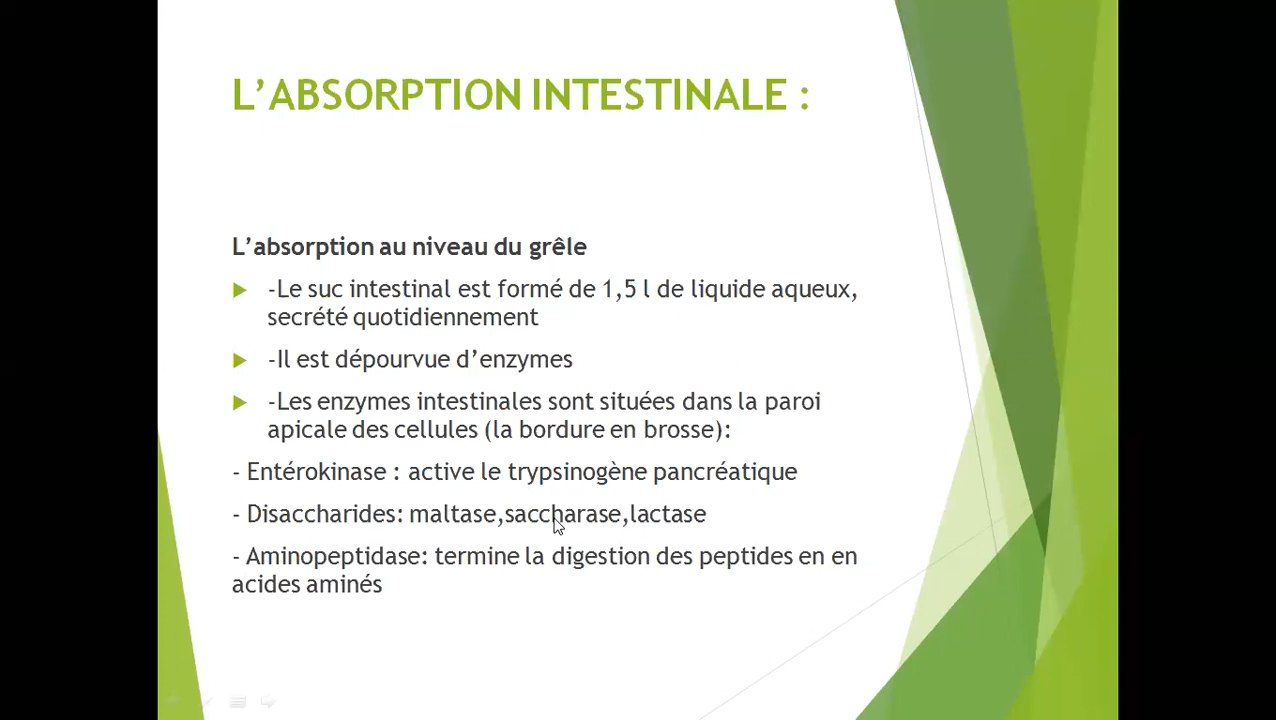 L’ABSORPTION INTESTINALE :
L’absorption au niveau du grêle
-Le suc intestinal est formé de 1,5 l de liquide aqueux,
secrété quotidiennement
-Il est dépourvue d’enzymes
-Les enzymes intestinales sont situées dans la paroi
apicale des cellules (la bordure en brosse):
- Entérokinase : active le trypsinogène pancréatique
- Disaccharides: maltase,saccharase,lactase
- Aminopeptidase: termine la digestion des peptides en en
acides aminés